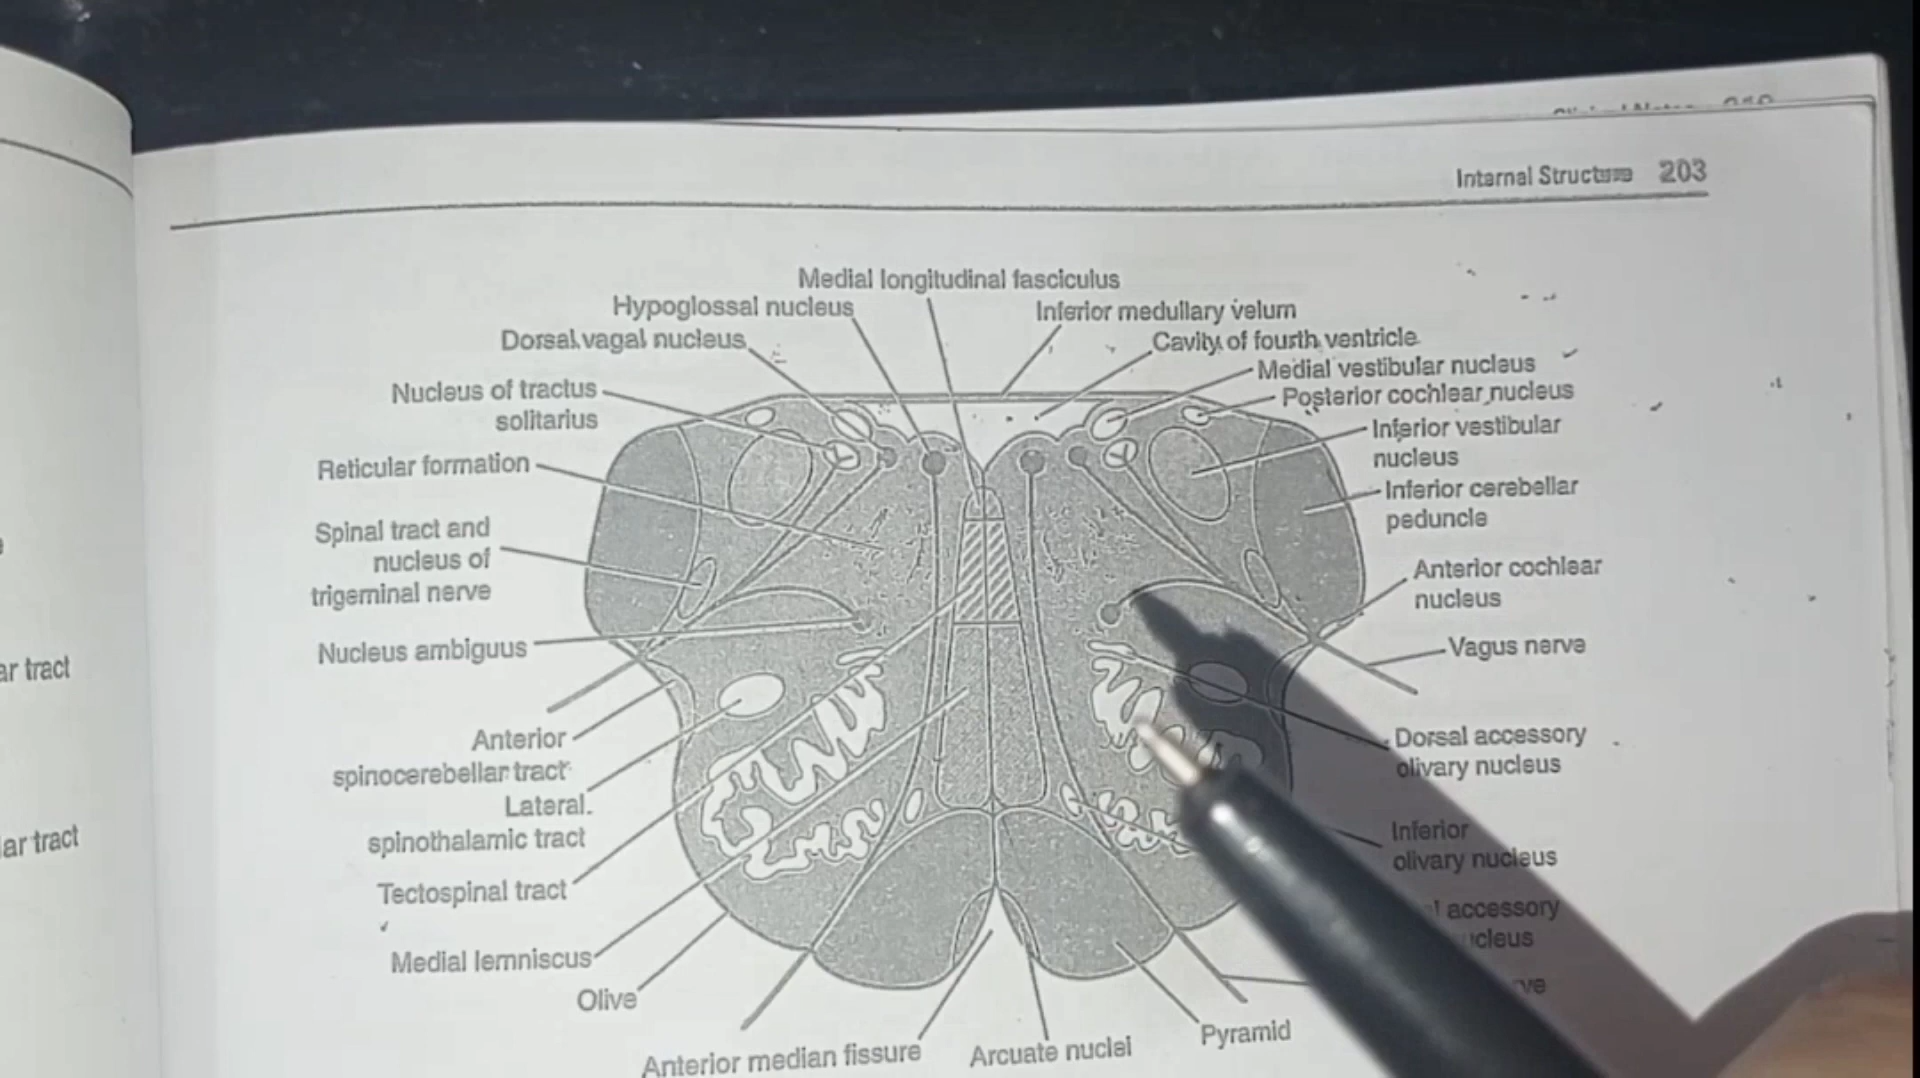 Internal Structure 203
Medial longitudinal fasciculus
Hypoglossal nucleus
Inferior medullary velum
Dorsal vagal nucleus
Cavity of fourth ventricle
Medial vestibular nucleus
Nucleus of tractus
solitarius
Posterior cochlear nucleus
Inferior vestibular
nucleus
Reticular formation
Inferior cerebellar
peduncle
Spinal tract and
nucleus of
trigeminal nerve
Anterior cochlear
nucleus
Nucleus ambiguus
Vagus nerve
ar tract
Anterior
spinocerebellar tract
Dorsal accessory
olivary nucleus
Lateral
spinothalamic tract
Inferior
olivary nucleus
lar tract
Tectospinal tract
accessory
ucleus
Medial lemniscus
Olive
rve
Pyramid
Anterior median fissure
Arcuate nuclei